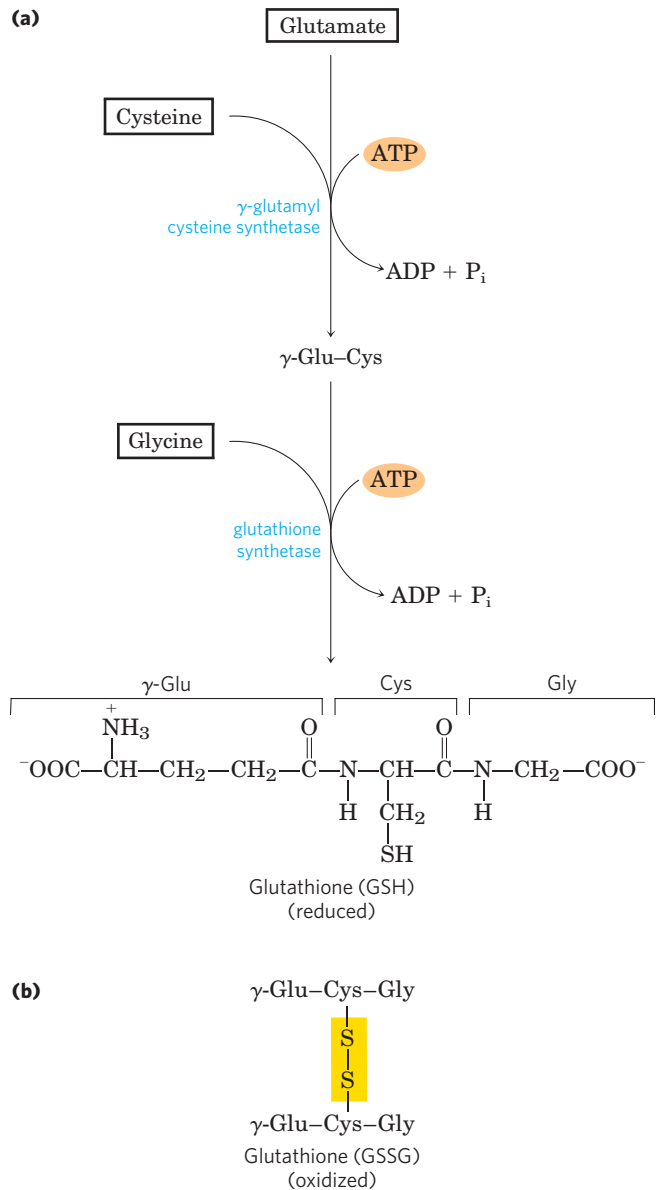 (a)
Glutamate
Cysteine
ATP
γ-glutamyl
cysteine synthetase
ADP + Pi
γ-Glu–Cys
Glycine
ATP
glutathione
synthetase
ADP + Pi
γ-Glu Cys Gly
+
NH3 O O
−OOC—CH—CH2—CH2—C—N—CH—C—N—CH2—COO−
H CH2 H
SH
Glutathione (GSH)
(reduced)
(b)
γ-Glu–Cys–Gly
S
S
γ-Glu–Cys–Gly
Glutathione (GSSG)
(oxidized)